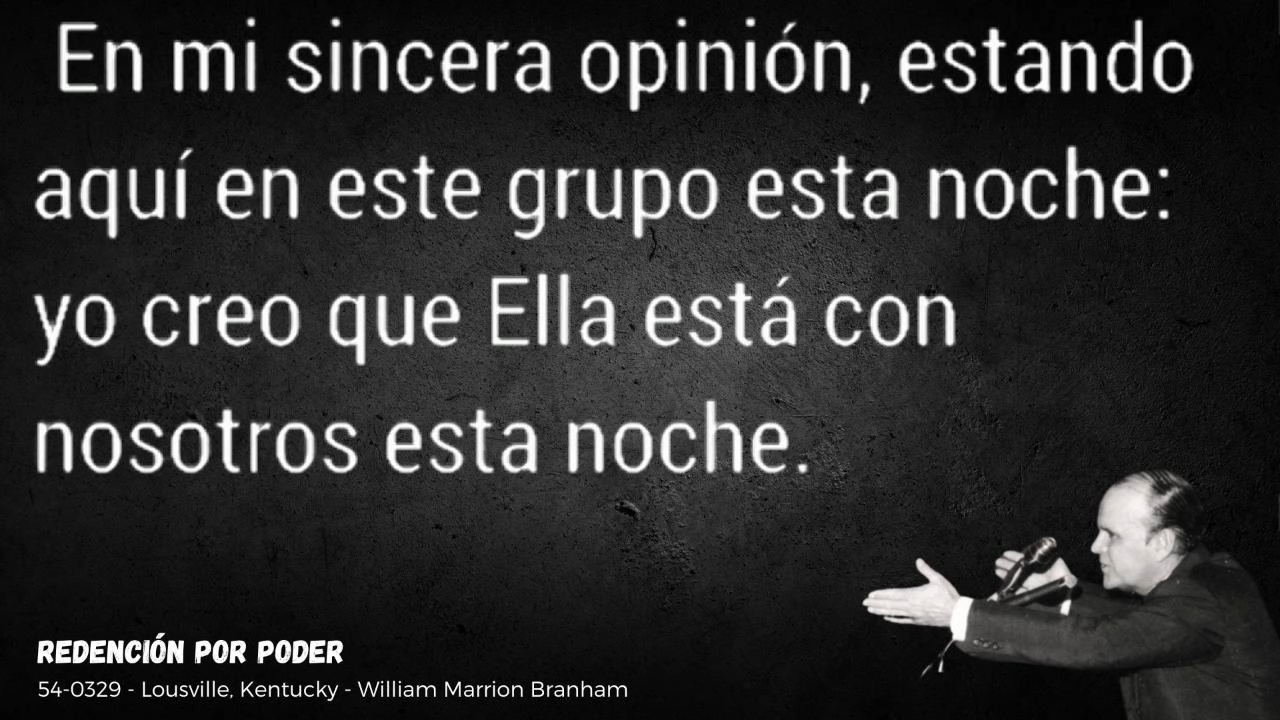 En mi sincera opinión, estando
aquí en este grupo esta noche:
yo creo que Ella está con
nosotros esta noche.
REDENCIÓN POR PODER
54-0329 - Lousville, Kentucky - William Marrion Branham